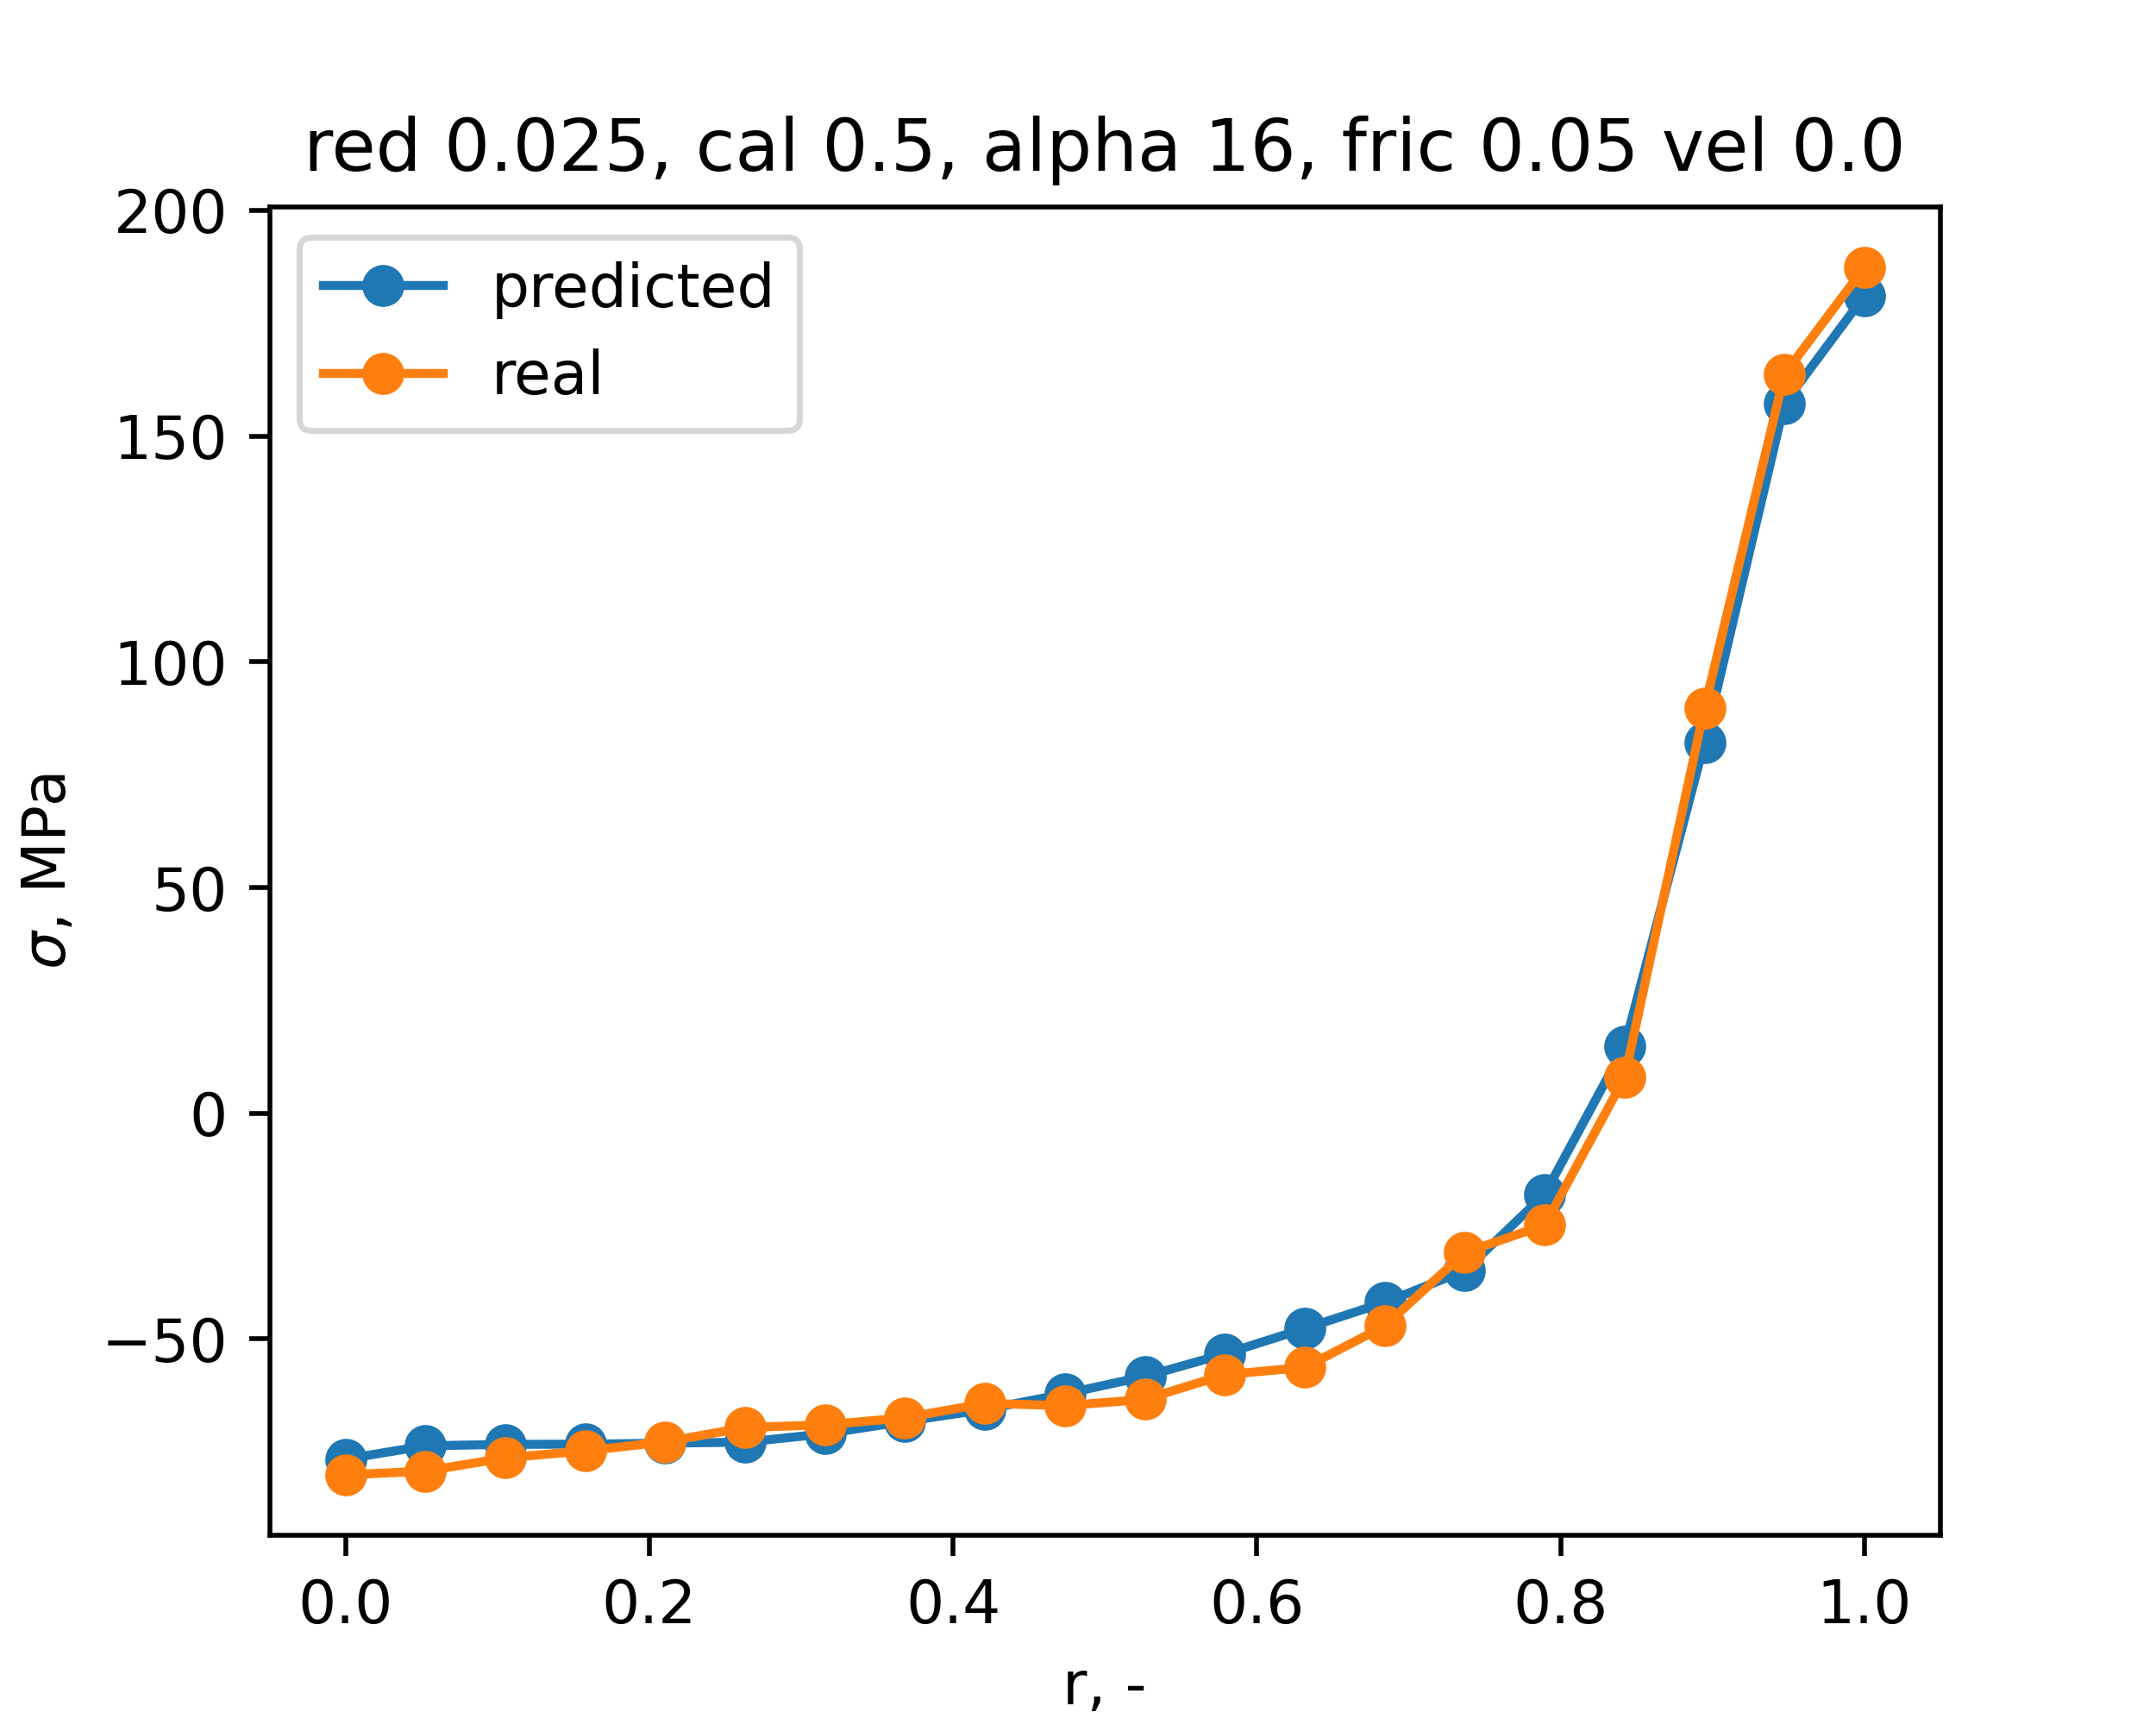 red 0.025, cal 0.5, alpha 16, fric 0.05 vel 0.0
predicted
real
200
150
100
50
0
−50
σ, MPa
0.0 0.2 0.4 0.6 0.8 1.0
r, -